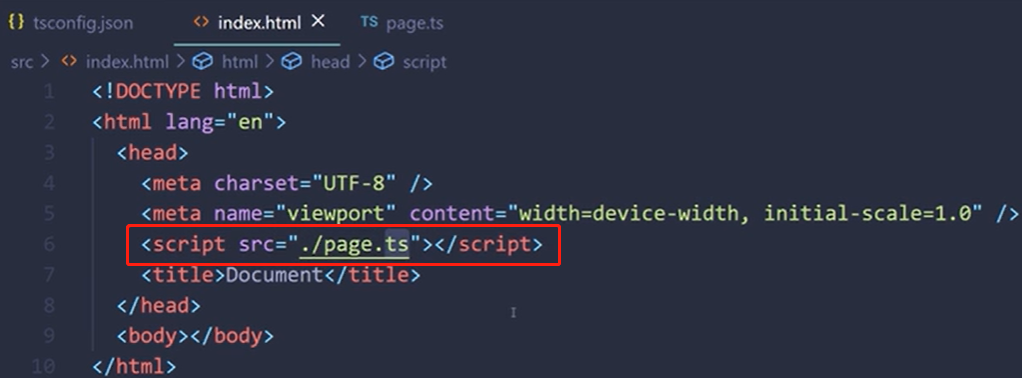 {} tsconfig.json <> index.html × TS page.ts
src > <> index.html > html > head > script
1 <!DOCTYPE html>
2 <html lang="en">
3 <head>
4 <meta charset="UTF-8" />
5 <meta name="viewport" content="width=device-width, initial-scale=1.0" />
6 <script src="./page.ts"></script>
7 <title>Document</title>
8 </head>
9 <body></body>
10 </html>